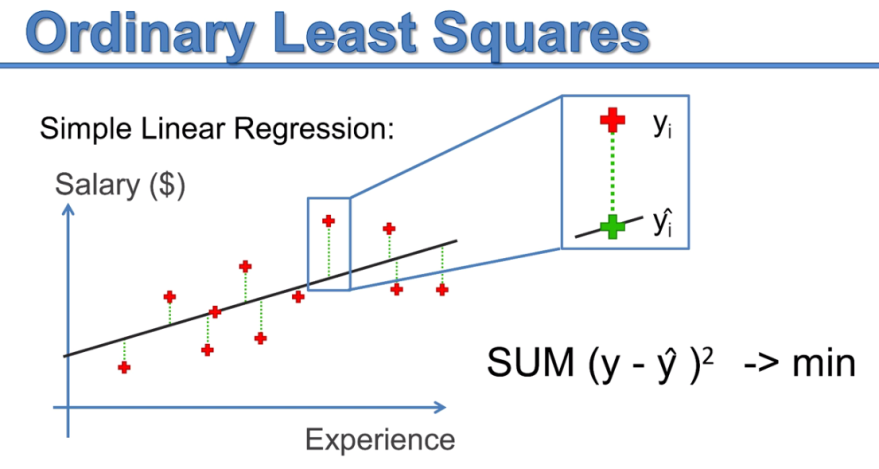 Ordinary Least Squares
Simple Linear Regression:
Salary ($)
yᵢ
ŷᵢ
SUM (y - ŷ )² -> min
Experience